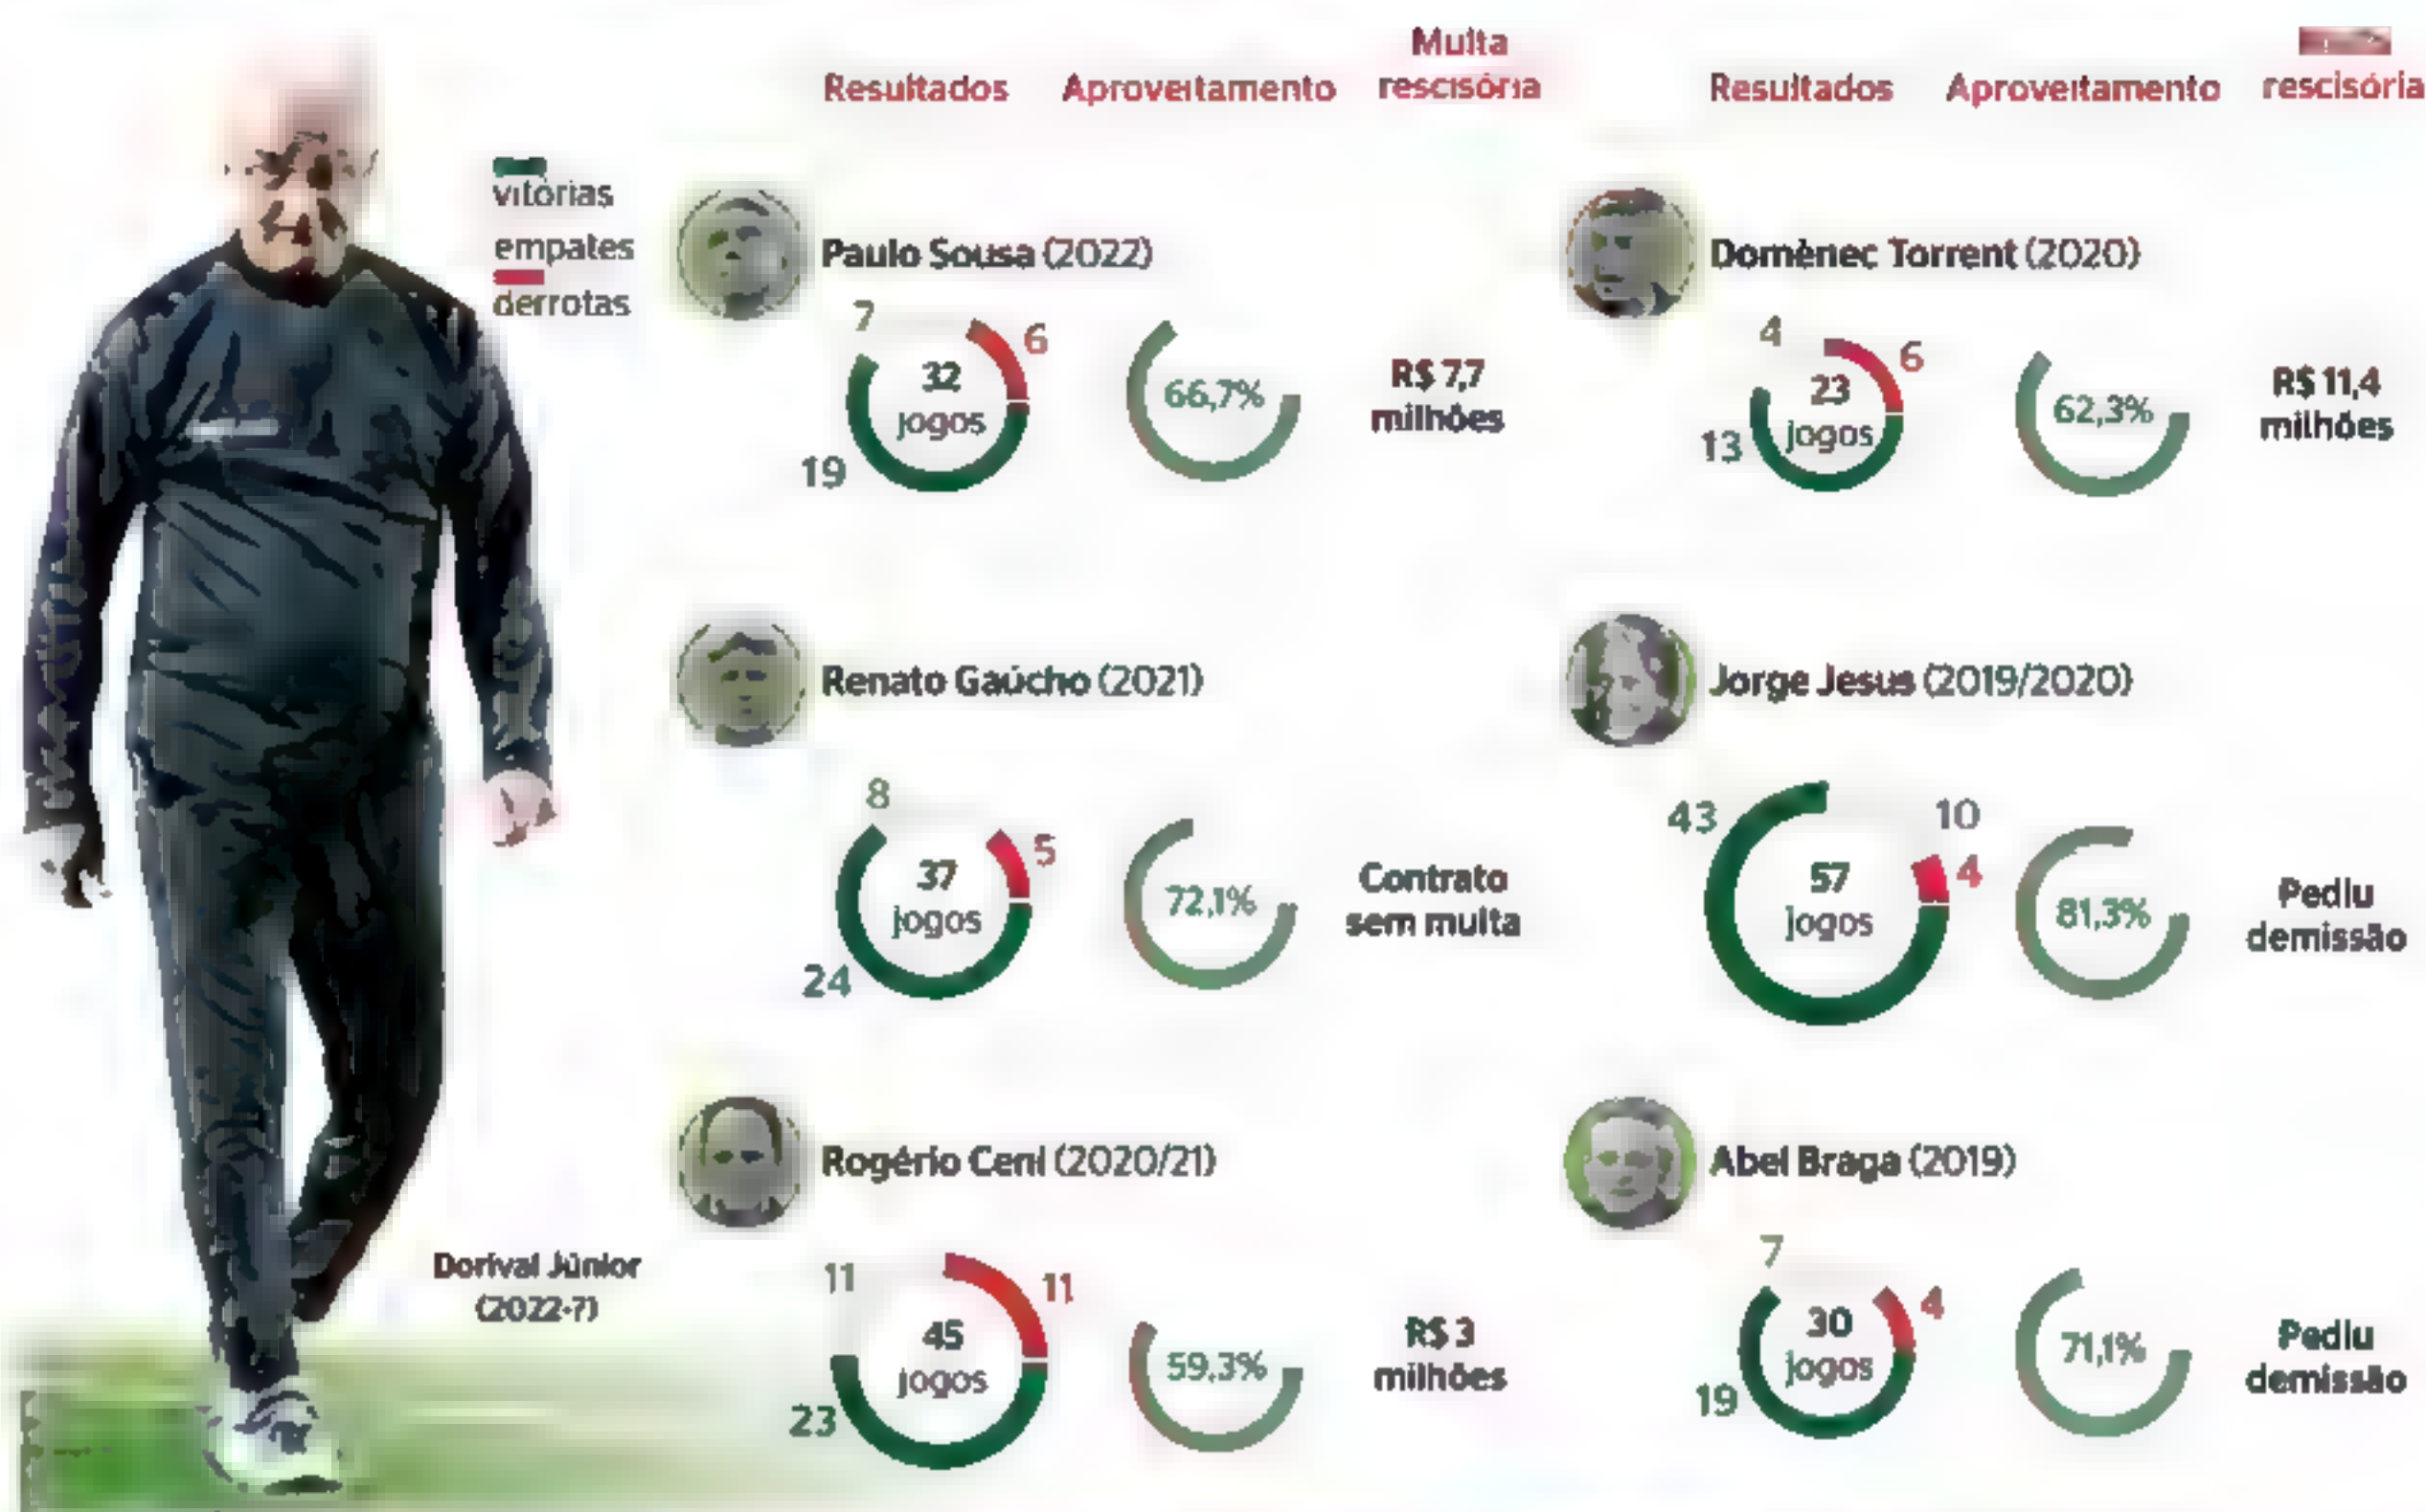 Multa
Resultados Aproveitamento rescisória
Resultados Aproveitamento rescisória
vitórias
empates
derrotas
Paulo Sousa (2022)
7
6
32
jogos
19
66,7%
R$ 7,7
milhões
Domènec Torrent (2020)
4
6
23
jogos
13
62,3%
R$ 11,4
milhões
Renato Gaúcho (2021)
8
5
37
jogos
24
72,1%
Contrato
sem multa
Jorge Jesus (2019/2020)
43
10
4
57
jogos
81,3%
Pediu
demissão
Rogério Ceni (2020/21)
11
11
45
jogos
23
59,3%
R$ 3
milhões
Abel Braga (2019)
7
4
30
jogos
19
71,1%
Pediu
demissão
Dorival Júnior
(2022-?)